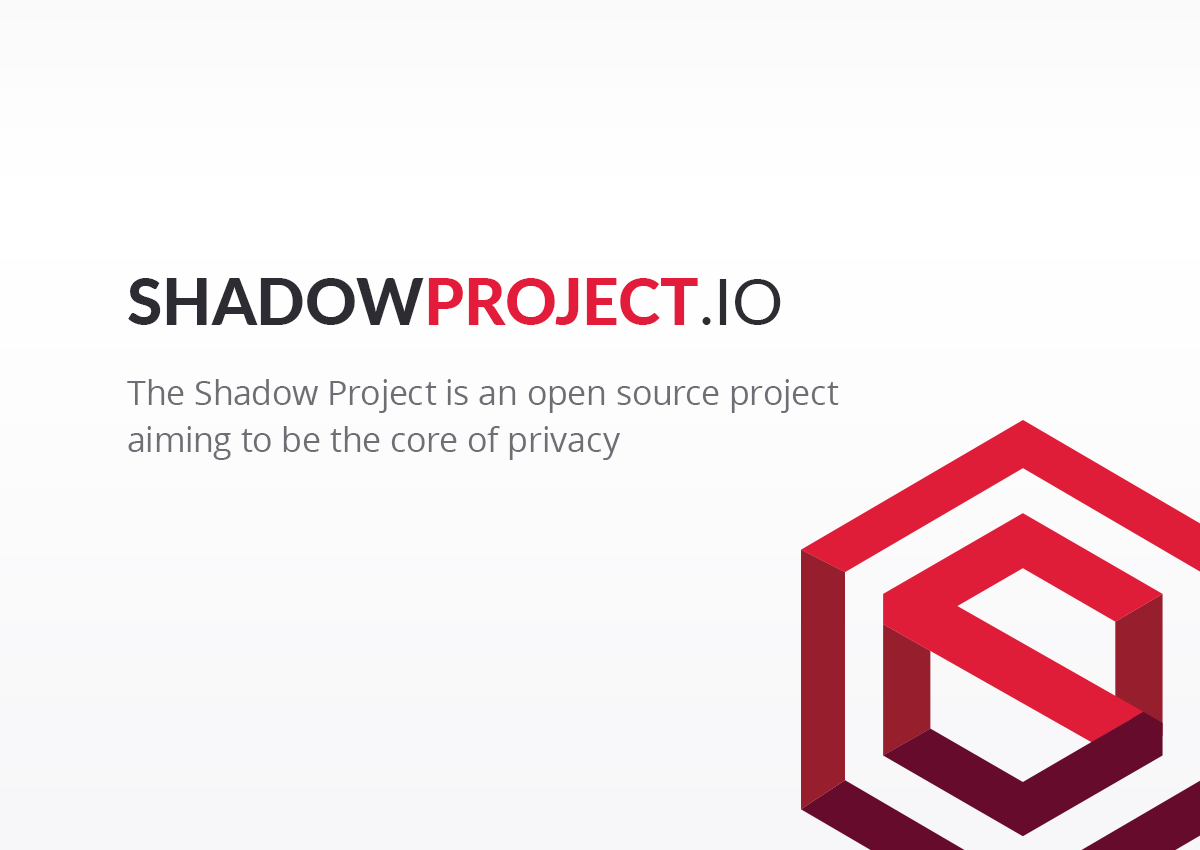 SHADOWPROJECT.IO
The Shadow Project is an open source project
aiming to be the core of privacy